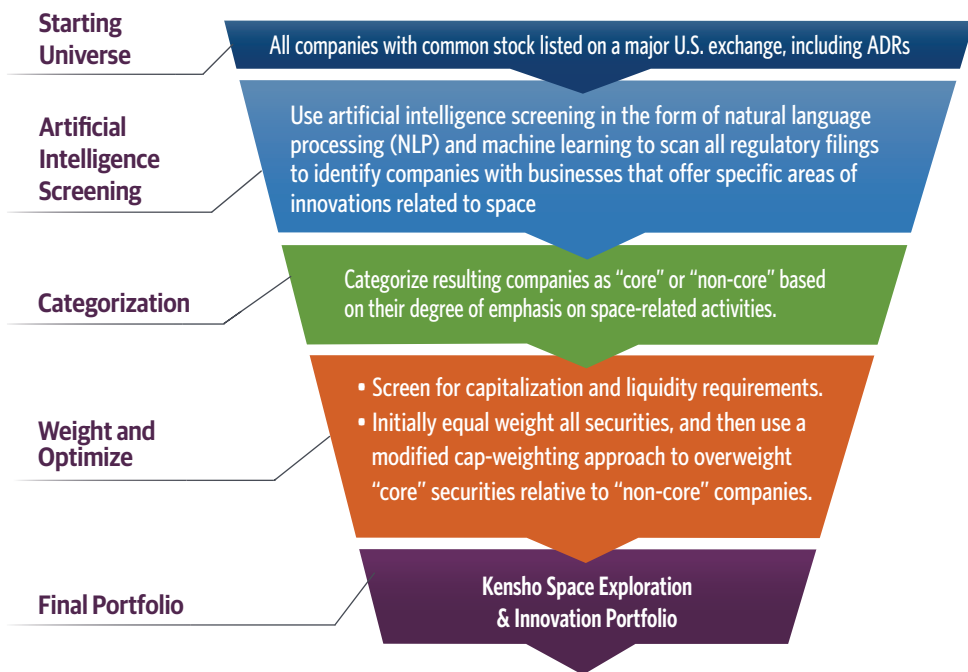 Starting
Universe
All companies with common stock listed on a major U.S. exchange, including ADRs
Artificial
Intelligence
Screening
Use artificial intelligence screening in the form of natural language
processing (NLP) and machine learning to scan all regulatory filings
to identify companies with businesses that offer specific areas of
innovations related to space
Categorization
Categorize resulting companies as “core” or “non-core” based
on their degree of emphasis on space-related activities.
Weight and
Optimize
• Screen for capitalization and liquidity requirements.
• Initially equal weight all securities, and then use a
modified cap-weighting approach to overweight
“core” securities relative to “non-core” companies.
Final Portfolio
Kensho Space Exploration
& Innovation Portfolio